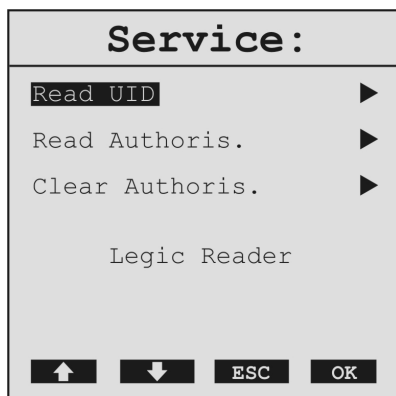 Service:
Read UID
Read Authoris.
Clear Authoris.
Legic Reader
ESC OK